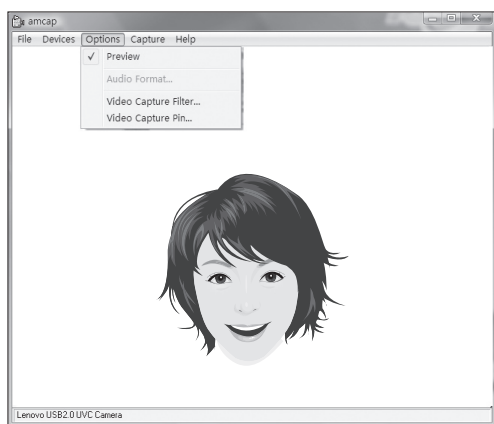 amcap
File Devices Options Capture Help
✓ Preview
Audio Format...
Video Capture Filter...
Video Capture Pin...
Lenovo USB2.0 UVC Camera